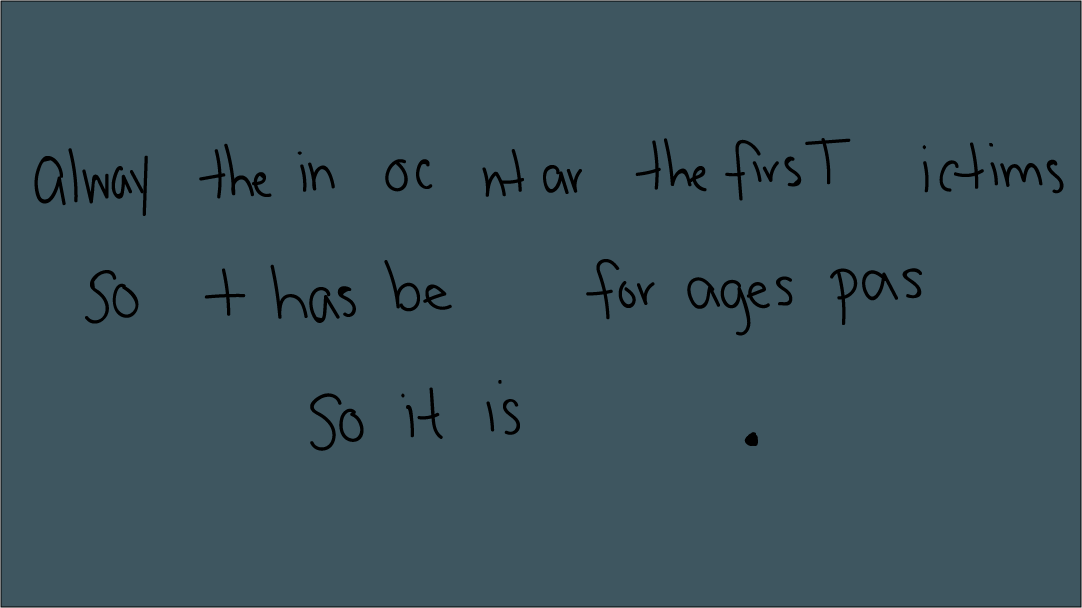 alway the in oc nt ar the firsT ictims
So t has be for ages pas
So it is .